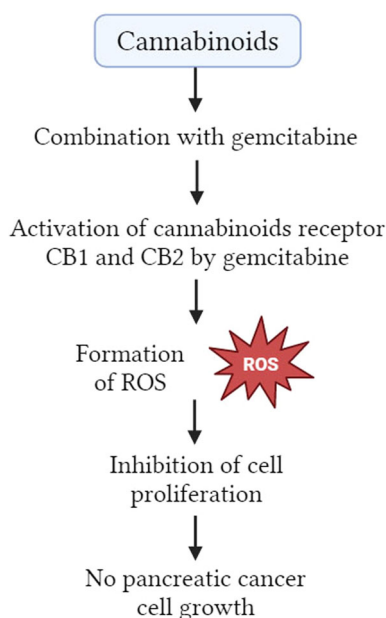 Cannabinoids
Combination with gemcitabine
Activation of cannabinoids receptor
CB1 and CB2 by gemcitabine
Formation
of ROS
ROS
Inhibition of cell
proliferation
No pancreatic cancer
cell growth